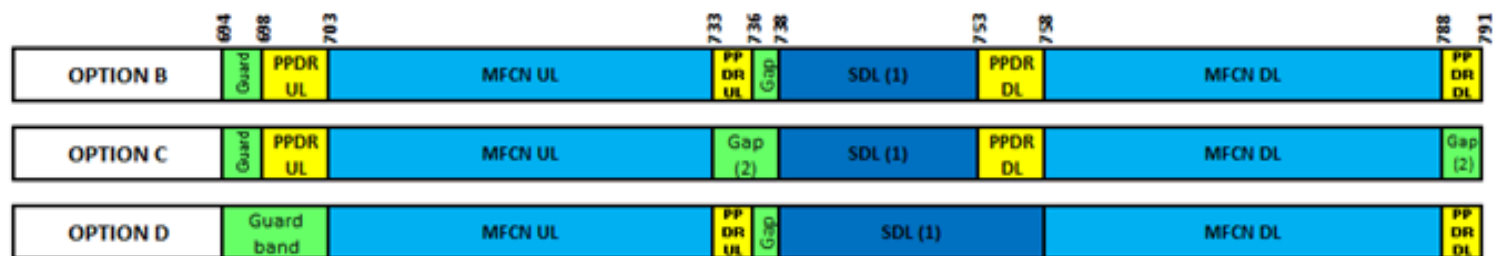 694 698 703 733 736 738 753 758 788 791
OPTION B Guard PPDR UL MFCN UL PP DR UL Gap SDL (1) PPDR DL MFCN DL PP DR DL
OPTION C Guard PPDR UL MFCN UL Gap (2) SDL (1) PPDR DL MFCN DL Gap (2)
OPTION D Guard band MFCN UL PP DR UL Gap SDL (1) MFCN DL PP DR DL